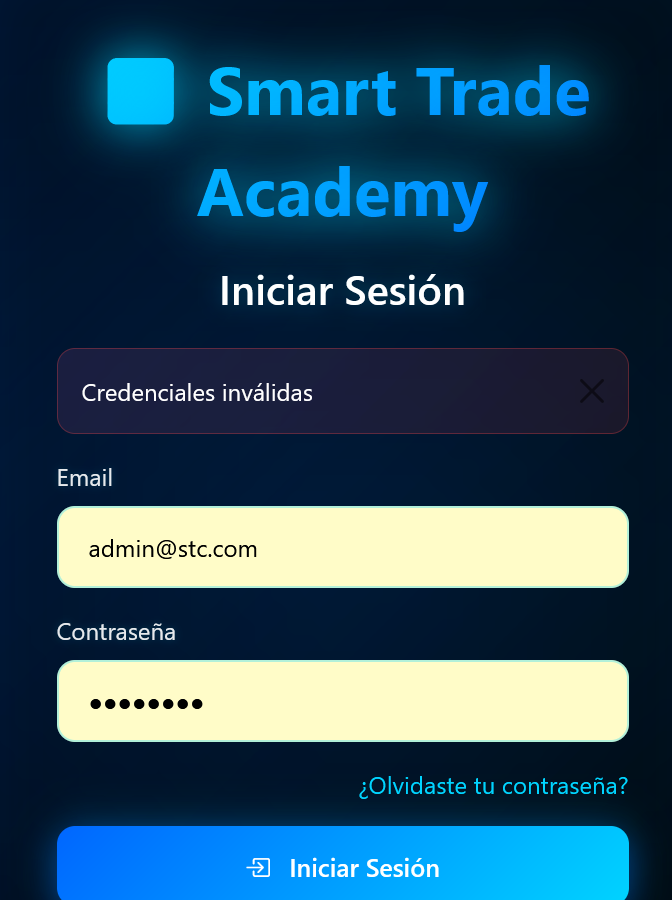 Smart Trade
Academy
Iniciar Sesión
Credenciales inválidas
Email
admin@stc.com
Contraseña
••••••••
¿Olvidaste tu contraseña?
Iniciar Sesión